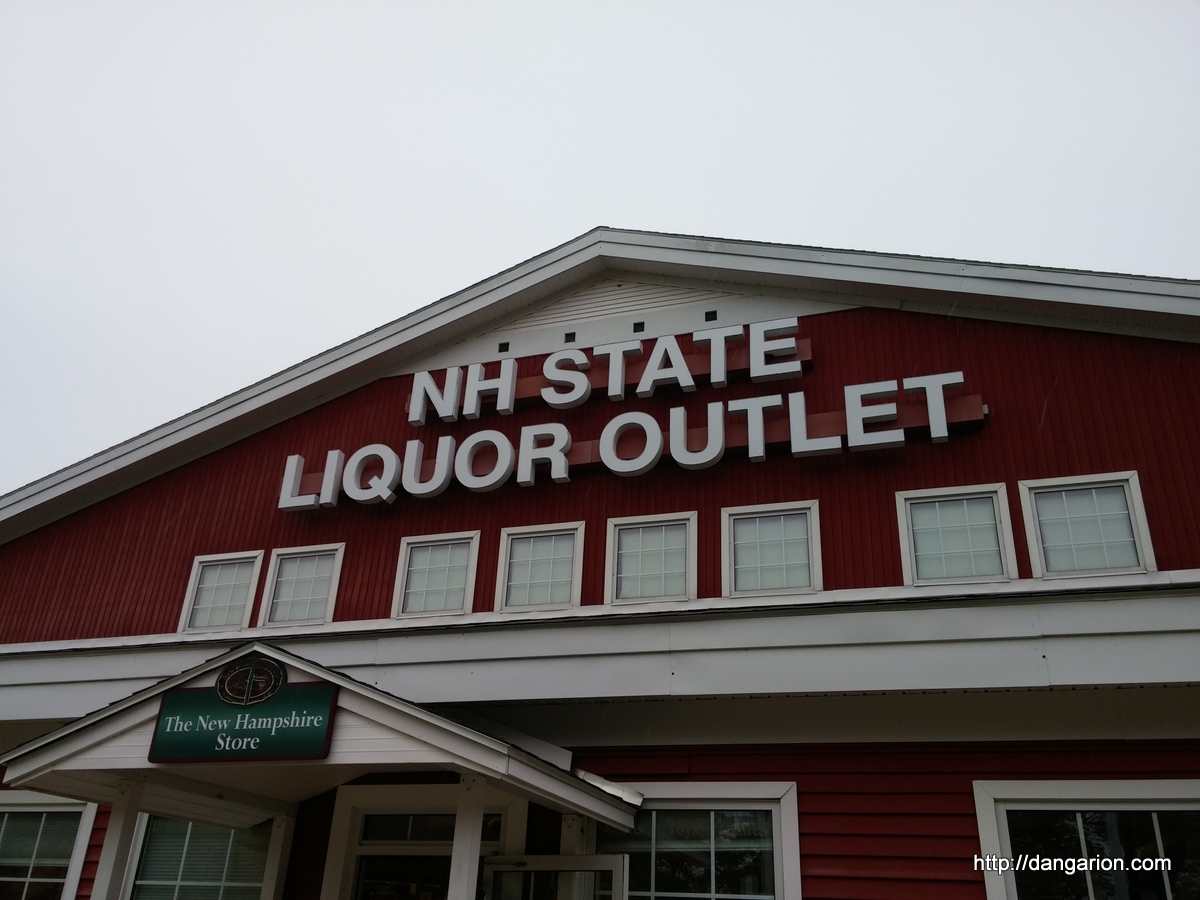 NH STATE
LIQUOR OUTLET
The New Hampshire
Store
http://dangarion.com